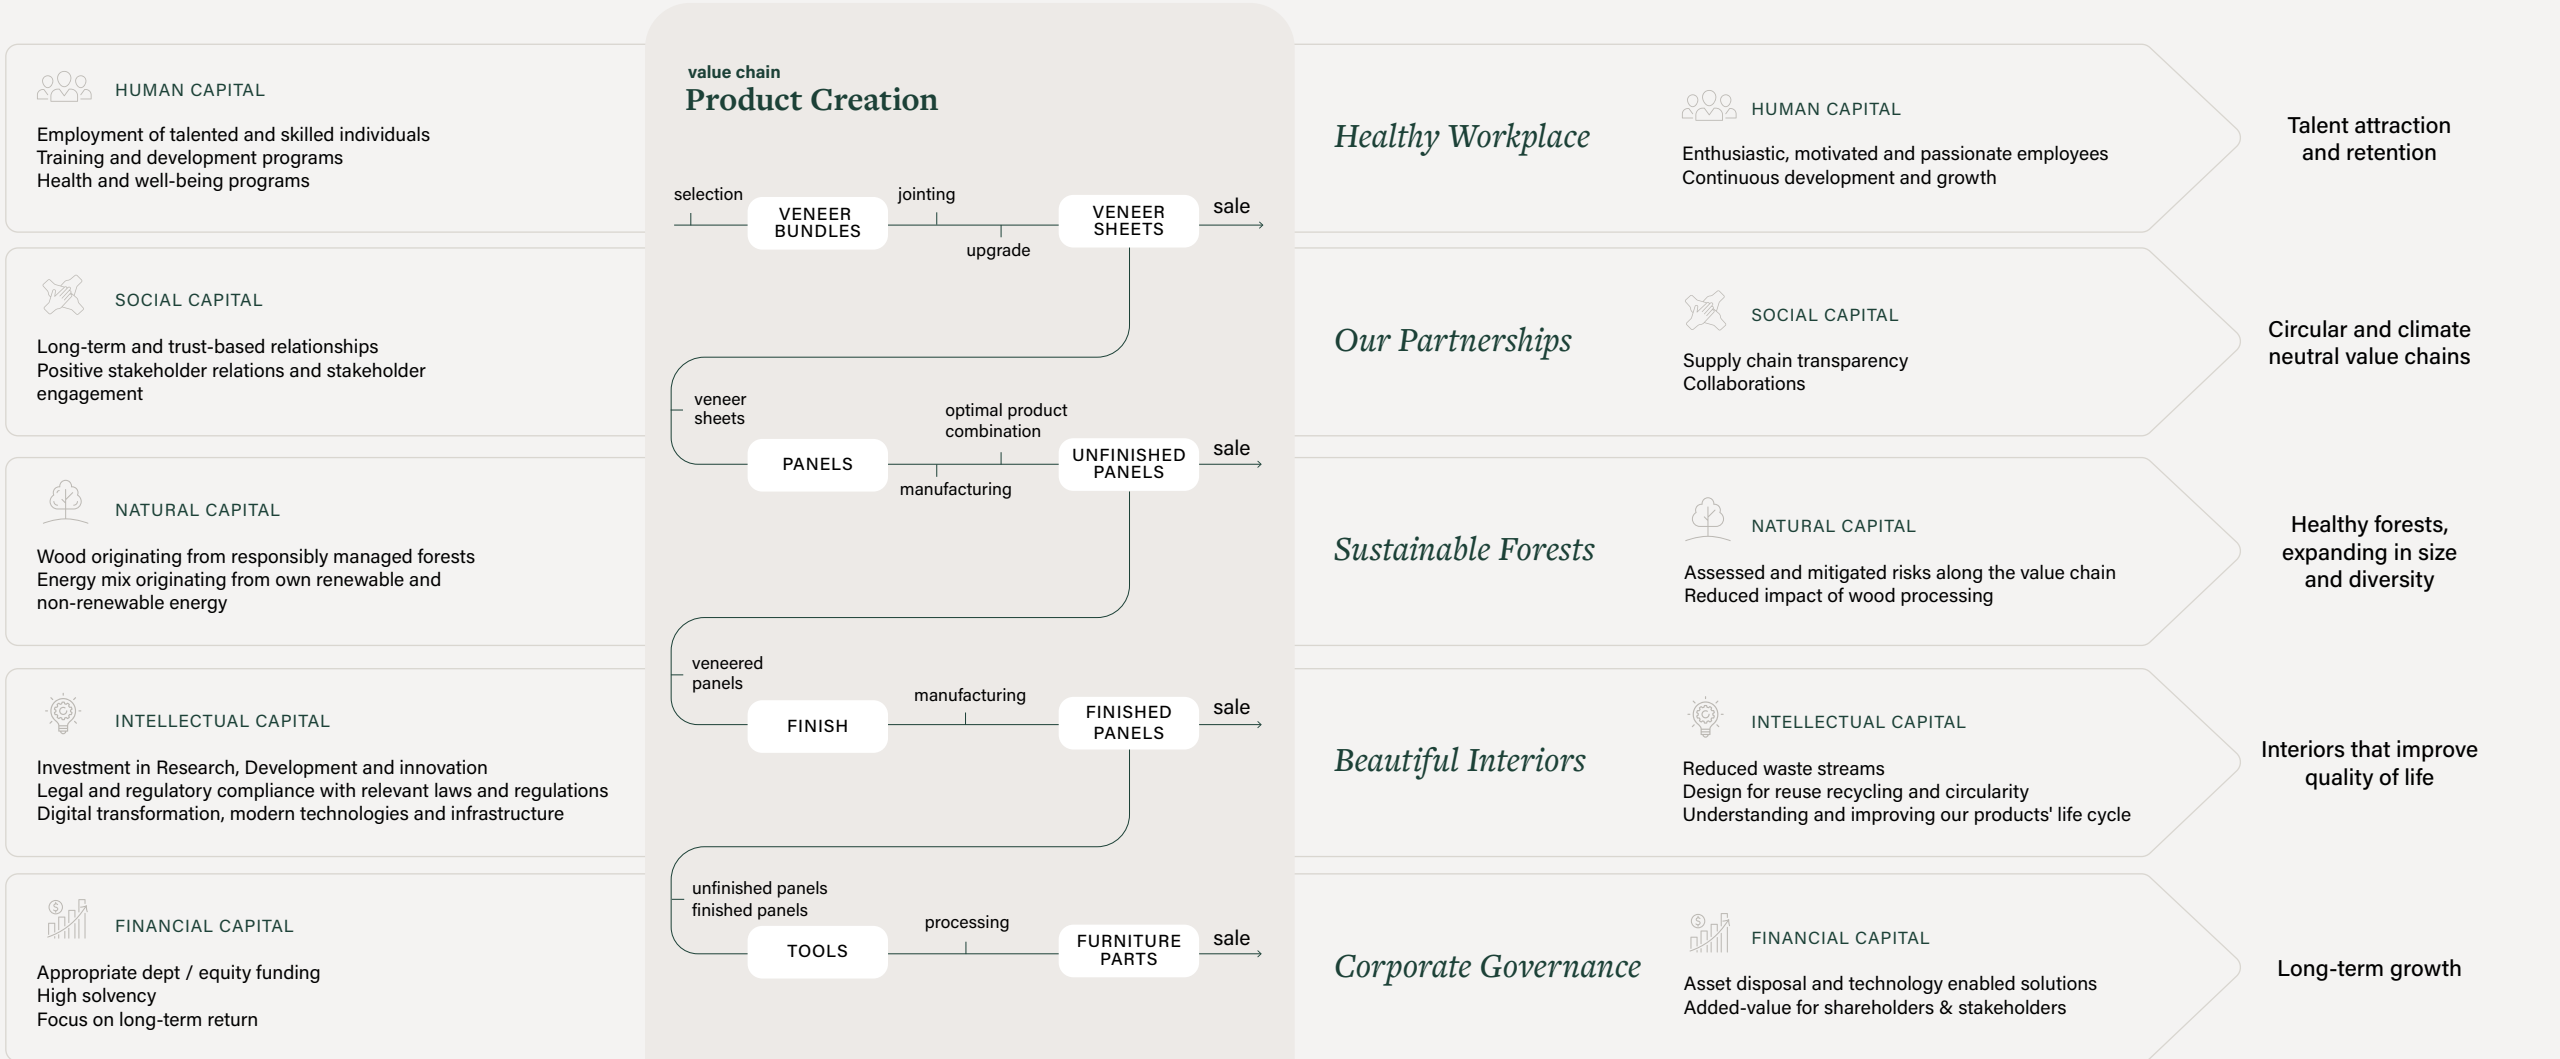 HUMAN CAPITAL
Employment of talented and skilled individuals
Training and development programs
Health and well-being programs
SOCIAL CAPITAL
Long-term and trust-based relationships
Positive stakeholder relations and stakeholder
engagement
NATURAL CAPITAL
Wood originating from responsibly managed forests
Energy mix originating from own renewable and
non-renewable energy
INTELLECTUAL CAPITAL
Investment in Research, Development and innovation
Legal and regulatory compliance with relevant laws and regulations
Digital transformation, modern technologies and infrastructure
FINANCIAL CAPITAL
Appropriate dept / equity funding
High solvency
Focus on long-term return
value chain
Product Creation
selection
VENEER
BUNDLES
jointing
upgrade
VENEER
SHEETS
sale
veneer
sheets
PANELS
manufacturing
optimal product
combination
UNFINISHED
PANELS
sale
veneered
panels
FINISH
manufacturing
FINISHED
PANELS
sale
unfinished panels
finished panels
TOOLS
processing
FURNITURE
PARTS
sale
Healthy Workplace
HUMAN CAPITAL
Enthusiastic, motivated and passionate employees
Continuous development and growth
Talent attraction
and retention
Our Partnerships
SOCIAL CAPITAL
Supply chain transparency
Collaborations
Circular and climate
neutral value chains
Sustainable Forests
NATURAL CAPITAL
Assessed and mitigated risks along the value chain
Reduced impact of wood processing
Healthy forests,
expanding in size
and diversity
Beautiful Interiors
INTELLECTUAL CAPITAL
Reduced waste streams
Design for reuse recycling and circularity
Understanding and improving our products' life cycle
Interiors that improve
quality of life
Corporate Governance
FINANCIAL CAPITAL
Asset disposal and technology enabled solutions
Added-value for shareholders & stakeholders
Long-term growth